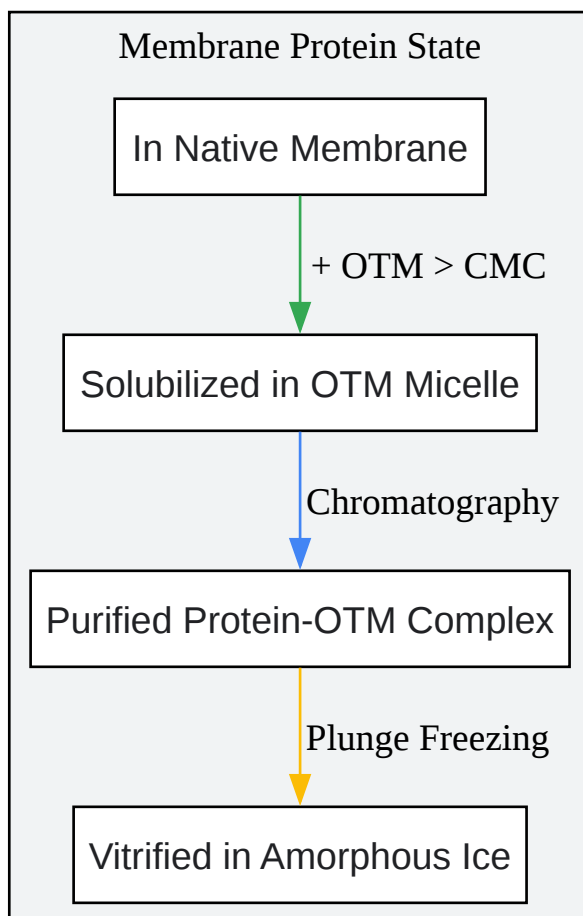 Membrane Protein State
In Native Membrane
+ OTM > CMC
Solubilized in OTM Micelle
Chromatography
Purified Protein-OTM Complex
Plunge Freezing
Vitrified in Amorphous Ice